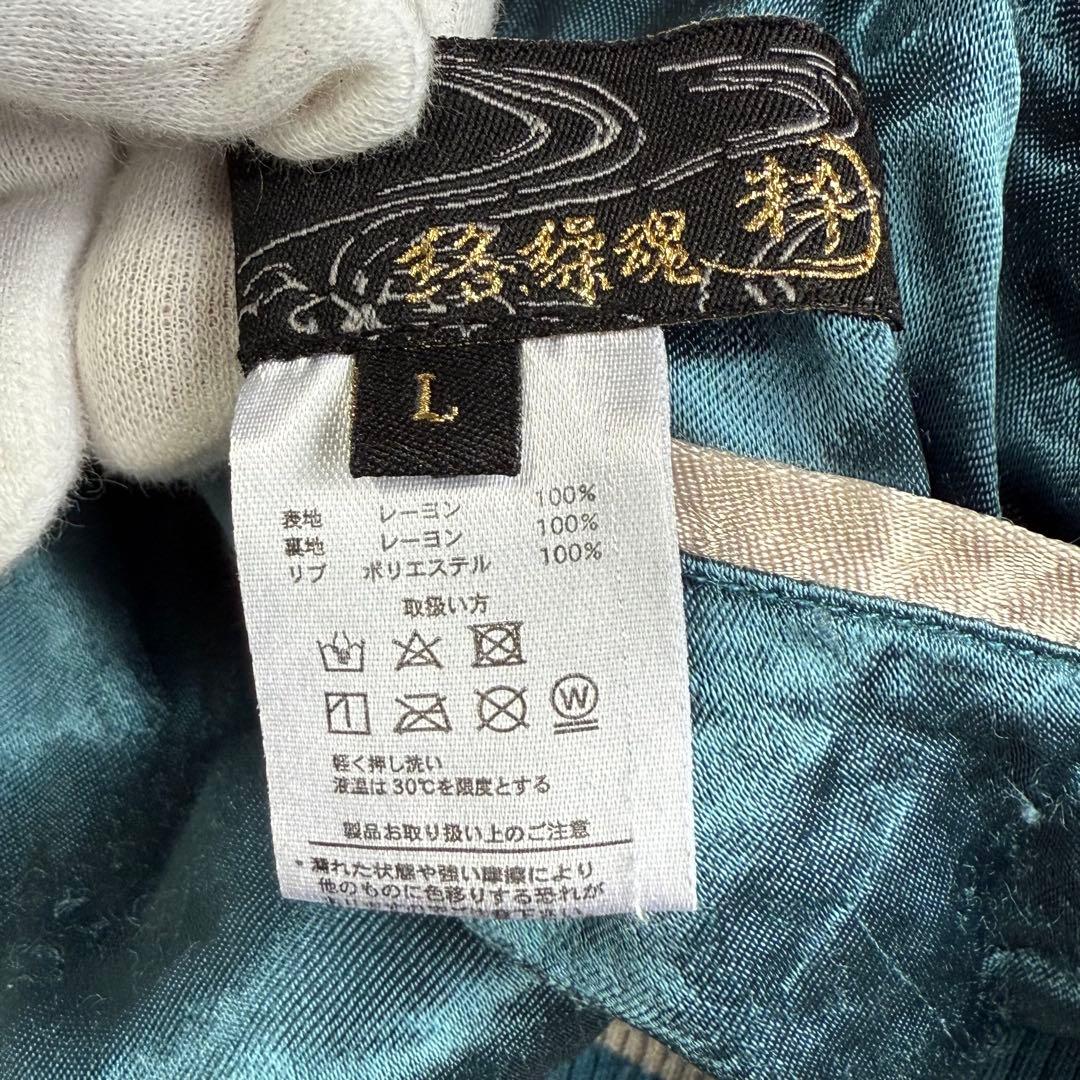 絡繰魂 粋
L
表地 レーヨン 100%
裏地 レーヨン 100%
リブ ポリエステル 100%
取扱い方
W
軽く押し洗い
液温は30℃を限度とする
製品お取り扱い上のご注意
・濡れた状態や強い摩擦により
他のものに色移りする恐れが